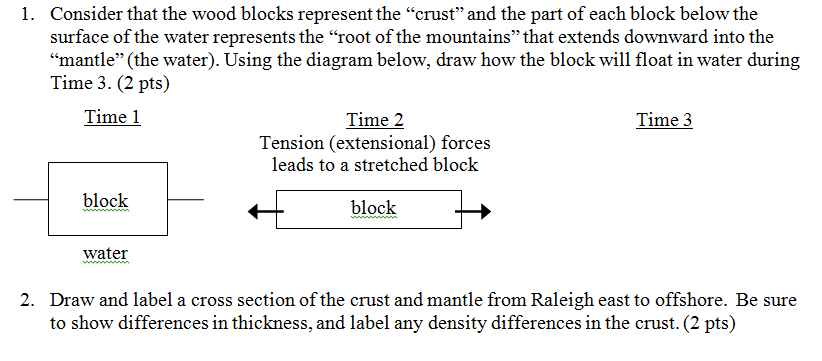 1. Consider that the wood blocks represent the “crust” and the part of each block below the
surface of the water represents the “root of the mountains” that extends downward into the
“mantle” (the water). Using the diagram below, draw how the block will float in water during
Time 3. (2 pts)
Time 1
Time 2
Time 3
Tension (extensional) forces
leads to a stretched block
block
block
water
2. Draw and label a cross section of the crust and mantle from Raleigh east to offshore. Be sure
to show differences in thickness, and label any density differences in the crust. (2 pts)